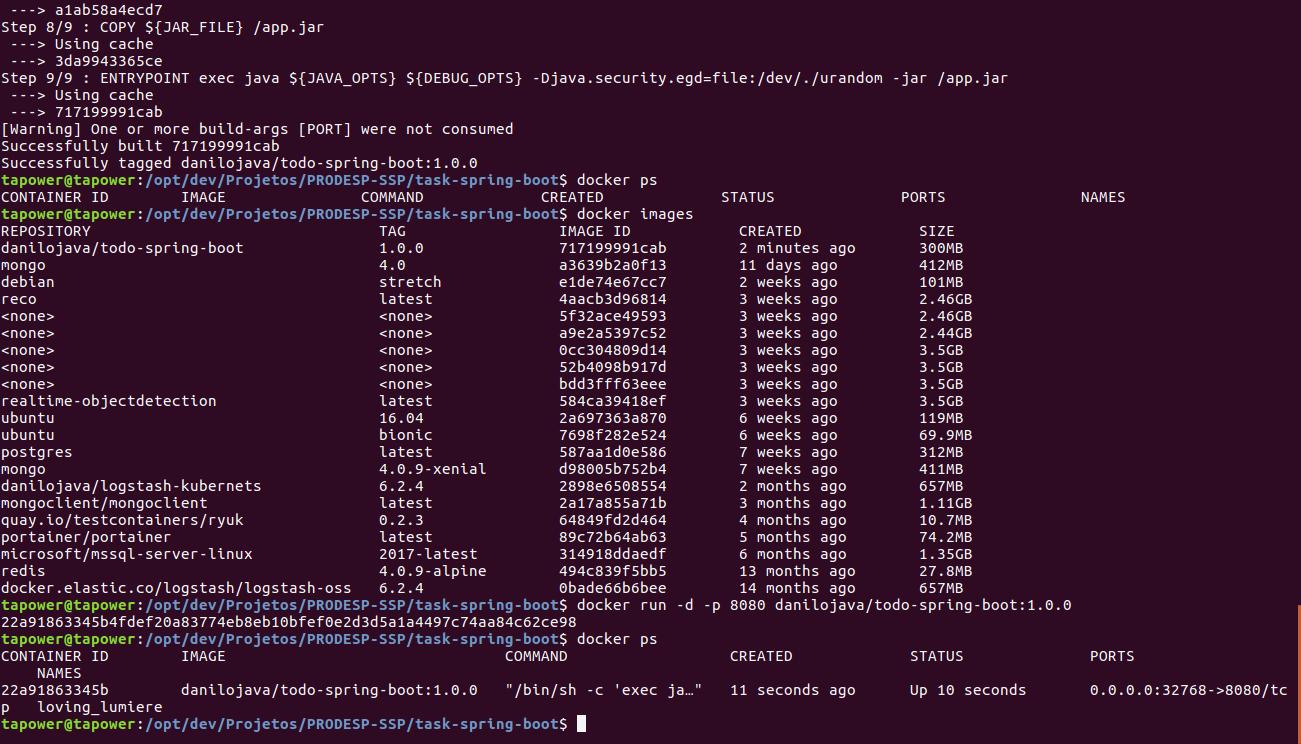 ---> a1ab58a4ecd7
Step 8/9 : COPY ${JAR_FILE} /app.jar
---> Using cache
---> 3da9943365ce
Step 9/9 : ENTRYPOINT exec java ${JAVA_OPTS} ${DEBUG_OPTS} -Djava.security.egd=file:/dev/./urandom -jar /app.jar
---> Using cache
---> 717199991cab
[Warning] One or more build-args [PORT] were not consumed
Successfully built 717199991cab
Successfully tagged danilojava/todo-spring-boot:1.0.0
tapower@tapower:/opt/dev/Projetos/PRODESP-SSP/task-spring-boot$ docker ps
CONTAINER ID        IMAGE               COMMAND             CREATED             STATUS              PORTS               NAMES
tapower@tapower:/opt/dev/Projetos/PRODESP-SSP/task-spring-boot$ docker images
REPOSITORY                                TAG                 IMAGE ID            CREATED             SIZE
danilojava/todo-spring-boot               1.0.0               717199991cab        2 minutes ago       300MB
mongo                                     4.0                 a3639b2a0f13        11 days ago         412MB
debian                                    stretch             e1de74e67cc7        2 weeks ago         101MB
reco                                      latest              4aacb3d96814        3 weeks ago         2.46GB
<none>                                    <none>              5f32ace49593        3 weeks ago         2.46GB
<none>                                    <none>              a9e2a5397c52        3 weeks ago         2.44GB
<none>                                    <none>              0cc304809d14        3 weeks ago         3.5GB
<none>                                    <none>              52b4098b917d        3 weeks ago         3.5GB
<none>                                    <none>              bdd3fff63eee        3 weeks ago         3.5GB
realtime-objectdetection                  latest              584ca39418ef        3 weeks ago         3.5GB
ubuntu                                    16.04               2a697363a870        6 weeks ago         119MB
ubuntu                                    bionic              7698f282e524        6 weeks ago         69.9MB
postgres                                  latest              587aa1d0e586        7 weeks ago         312MB
mongo                                     4.0.9-xenial        d98005b752b4        7 weeks ago         411MB
danilojava/logstash-kubernets             6.2.4               2898e6508554        2 months ago        657MB
mongoclient/mongoclient                   latest              2a17a855a71b        3 months ago        1.11GB
quay.io/testcontainers/ryuk               0.2.3               64849fd2d464        4 months ago        10.7MB
portainer/portainer                       latest              89c72b64ab63        5 months ago        74.2MB
microsoft/mssql-server-linux              2017-latest         314918ddaedf        6 months ago        1.35GB
redis                                     4.0.9-alpine        494c839f5bb5        13 months ago       27.8MB
docker.elastic.co/logstash/logstash-oss   6.2.4               0bade66b6bee        14 months ago       657MB
tapower@tapower:/opt/dev/Projetos/PRODESP-SSP/task-spring-boot$ docker run -d -p 8080 danilojava/todo-spring-boot:1.0.0
22a91863345b4fdef20a83774eb8eb10bfef0e2d3d5a1a4497c74aa84c62ce98
tapower@tapower:/opt/dev/Projetos/PRODESP-SSP/task-spring-boot$ docker ps
CONTAINER ID        IMAGE                               COMMAND                  CREATED             STATUS              PORTS
NAMES
22a91863345b        danilojava/todo-spring-boot:1.0.0   "/bin/sh -c 'exec ja…"   11 seconds ago      Up 10 seconds       0.0.0.0:32768->8080/tc
p   loving_lumiere
tapower@tapower:/opt/dev/Projetos/PRODESP-SSP/task-spring-boot$